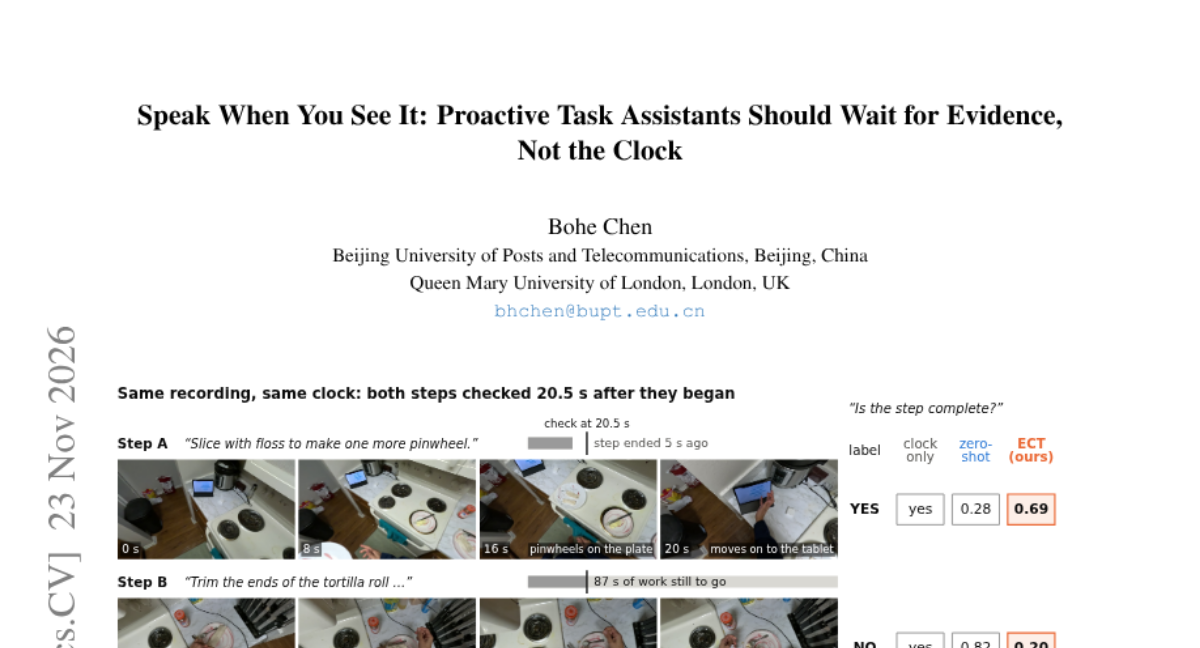 Speak When You See It: Proactive Task Assistants Should Wait for Evidence,
Not the Clock
Bohe Chen
Beijing University of Posts and Telecommunications, Beijing, China
Queen Mary University of London, London, UK
bhchen@bupt.edu.cn
cs.CV] 23 Nov 2026
Same recording, same clock: both steps checked 20.5 s after they began
"Is the step complete?"
check at 20.5 s
Step A "Slice with floss to make one more pinwheel." step ended 5 s ago
label clock only zero-shot ECT (ours)
YES yes 0.28 0.69
0 s 8 s 16 s pinwheels on the plate 20 s moves on to the tablet
Step B "Trim the ends of the tortilla roll ..." 87 s of work still to go
NO yes 0.82 0.20